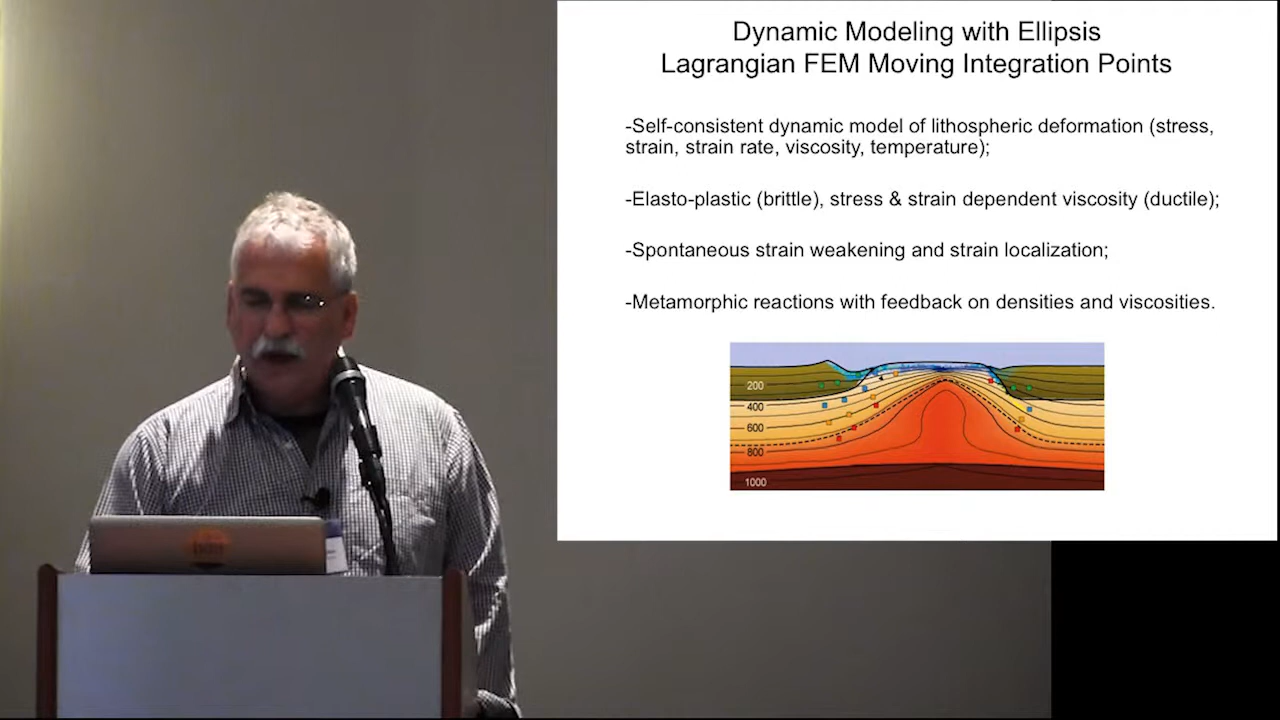 Dynamic Modeling with Ellipsis
Lagrangian FEM Moving Integration Points
-Self-consistent dynamic model of lithospheric deformation (stress,
strain, strain rate, viscosity, temperature);
-Elasto-plastic (brittle), stress & strain dependent viscosity (ductile);
-Spontaneous strain weakening and strain localization;
-Metamorphic reactions with feedback on densities and viscosities.
200
400
600
800
1000